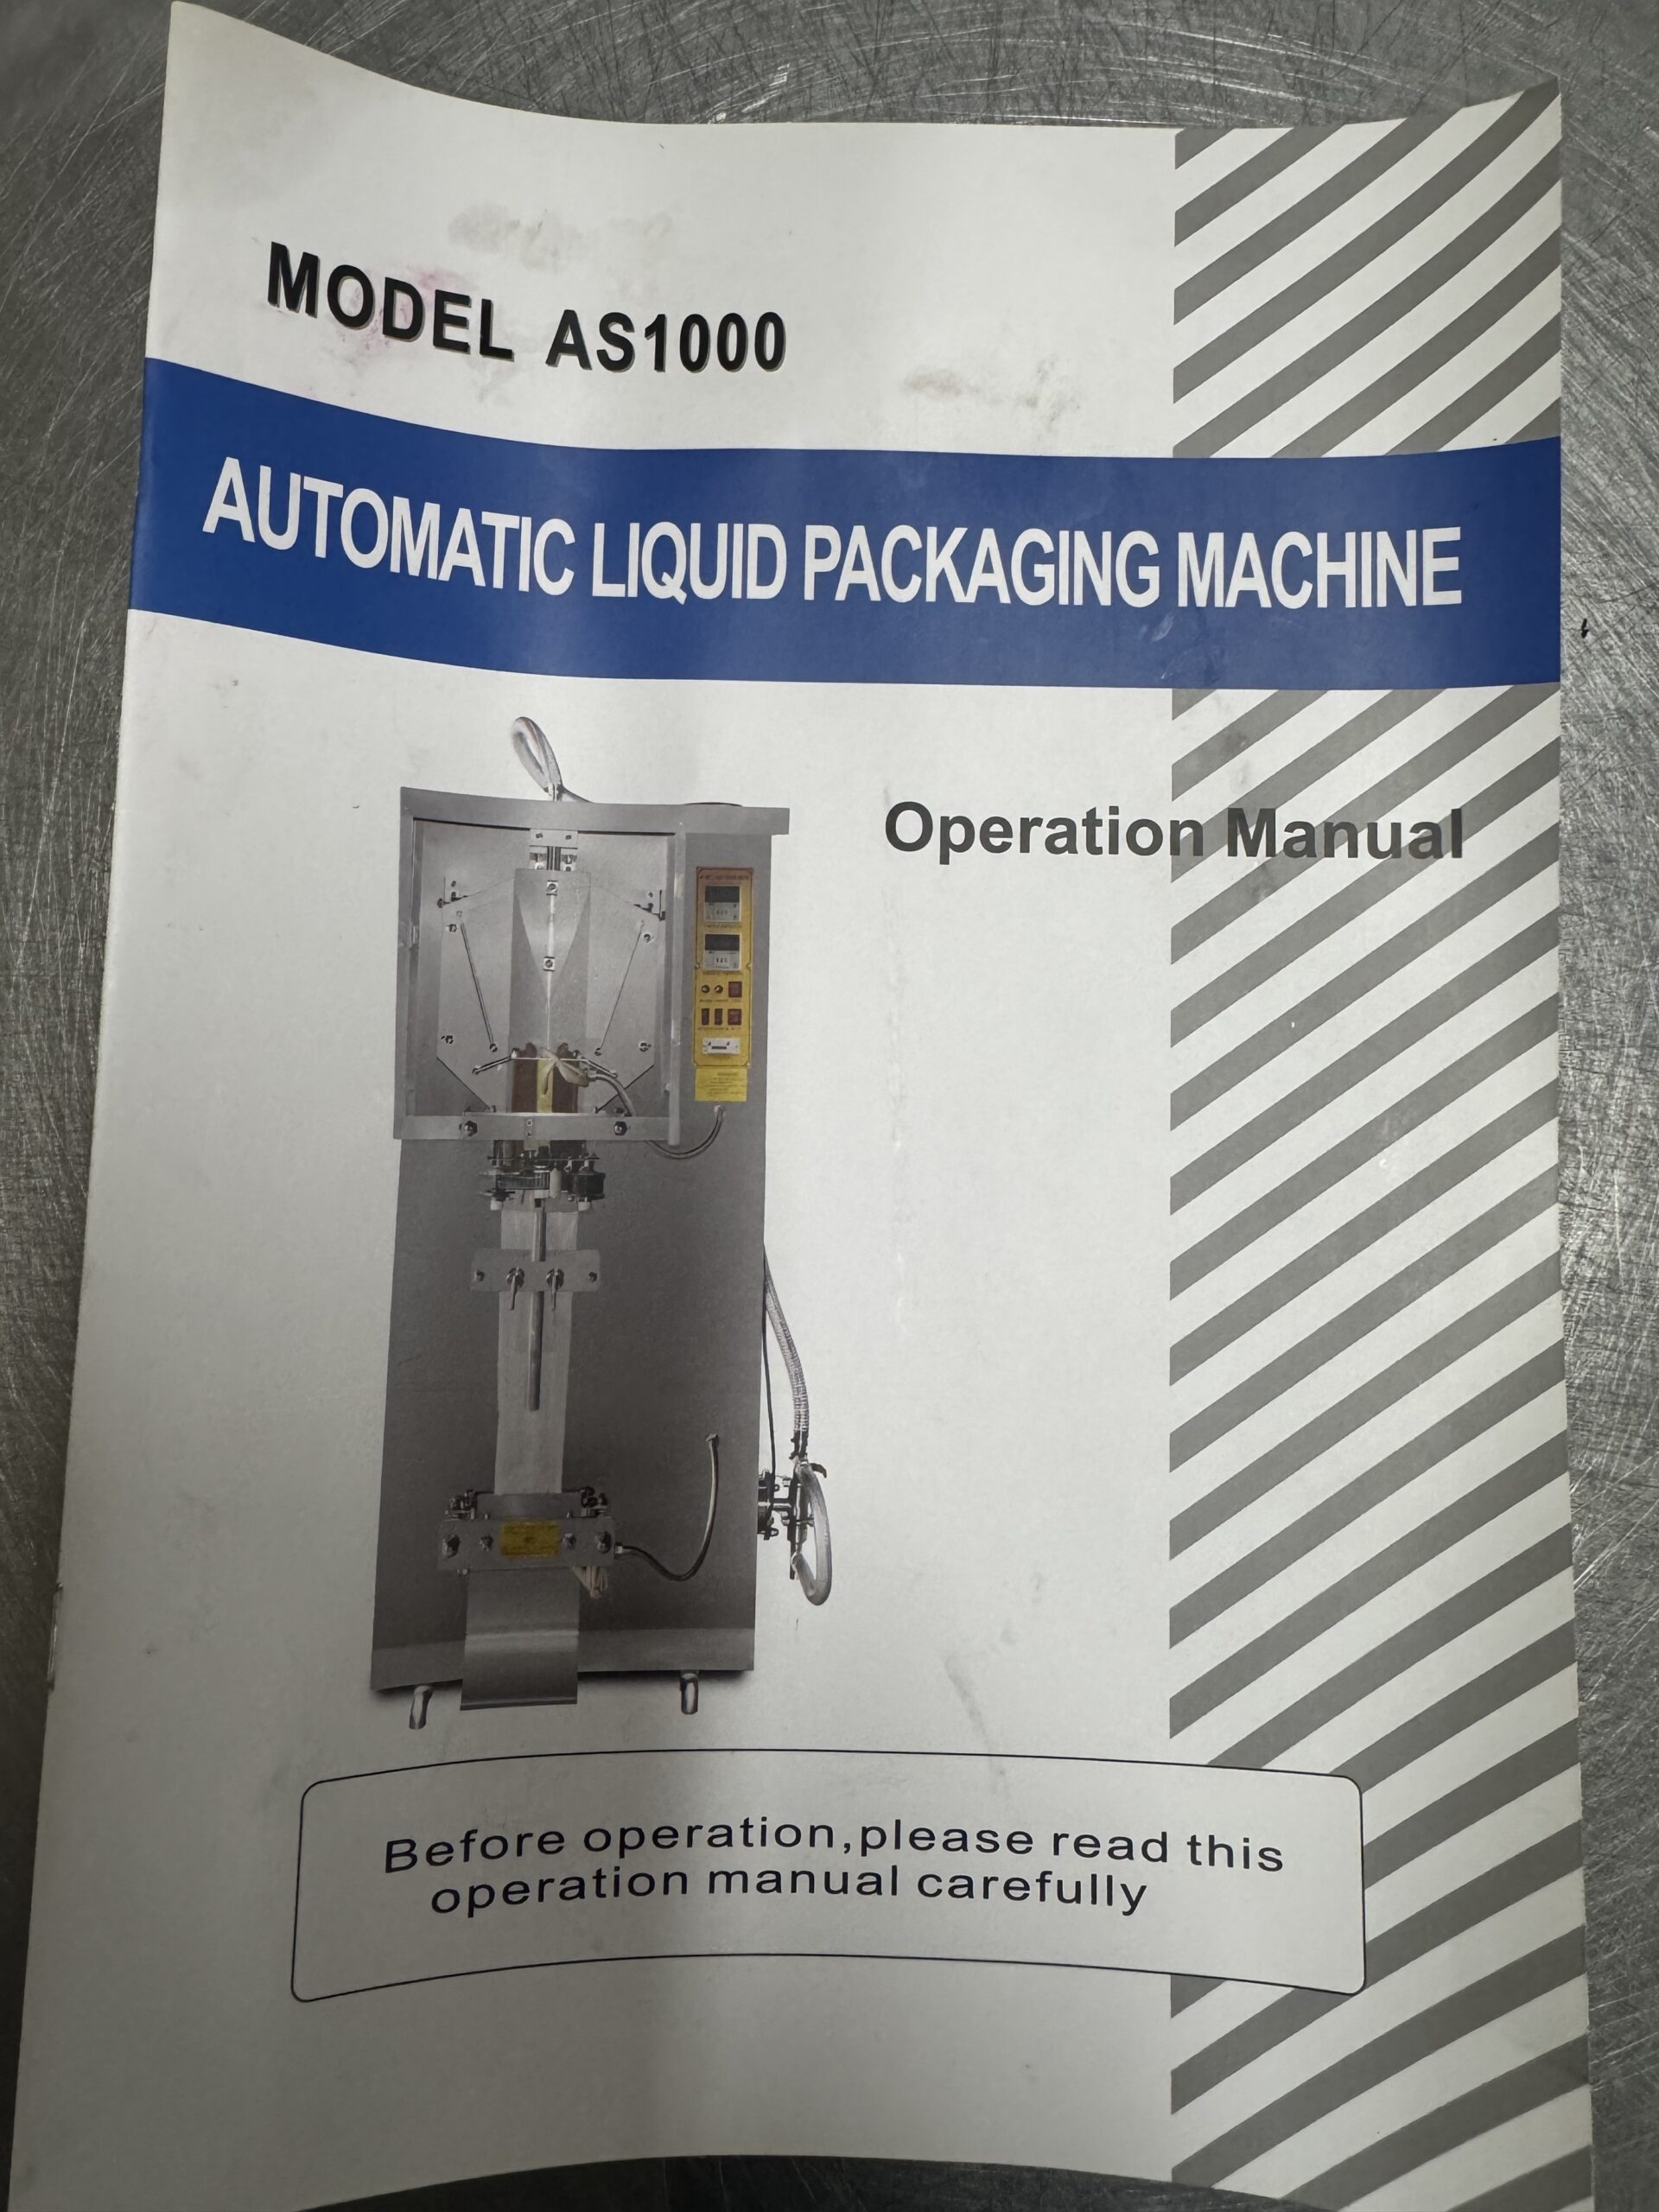 MODEL AS1000
AUTOMATIC LIQUID PACKAGING MACHINE
Operation Manual
Before operation,please read this
operation manual carefully